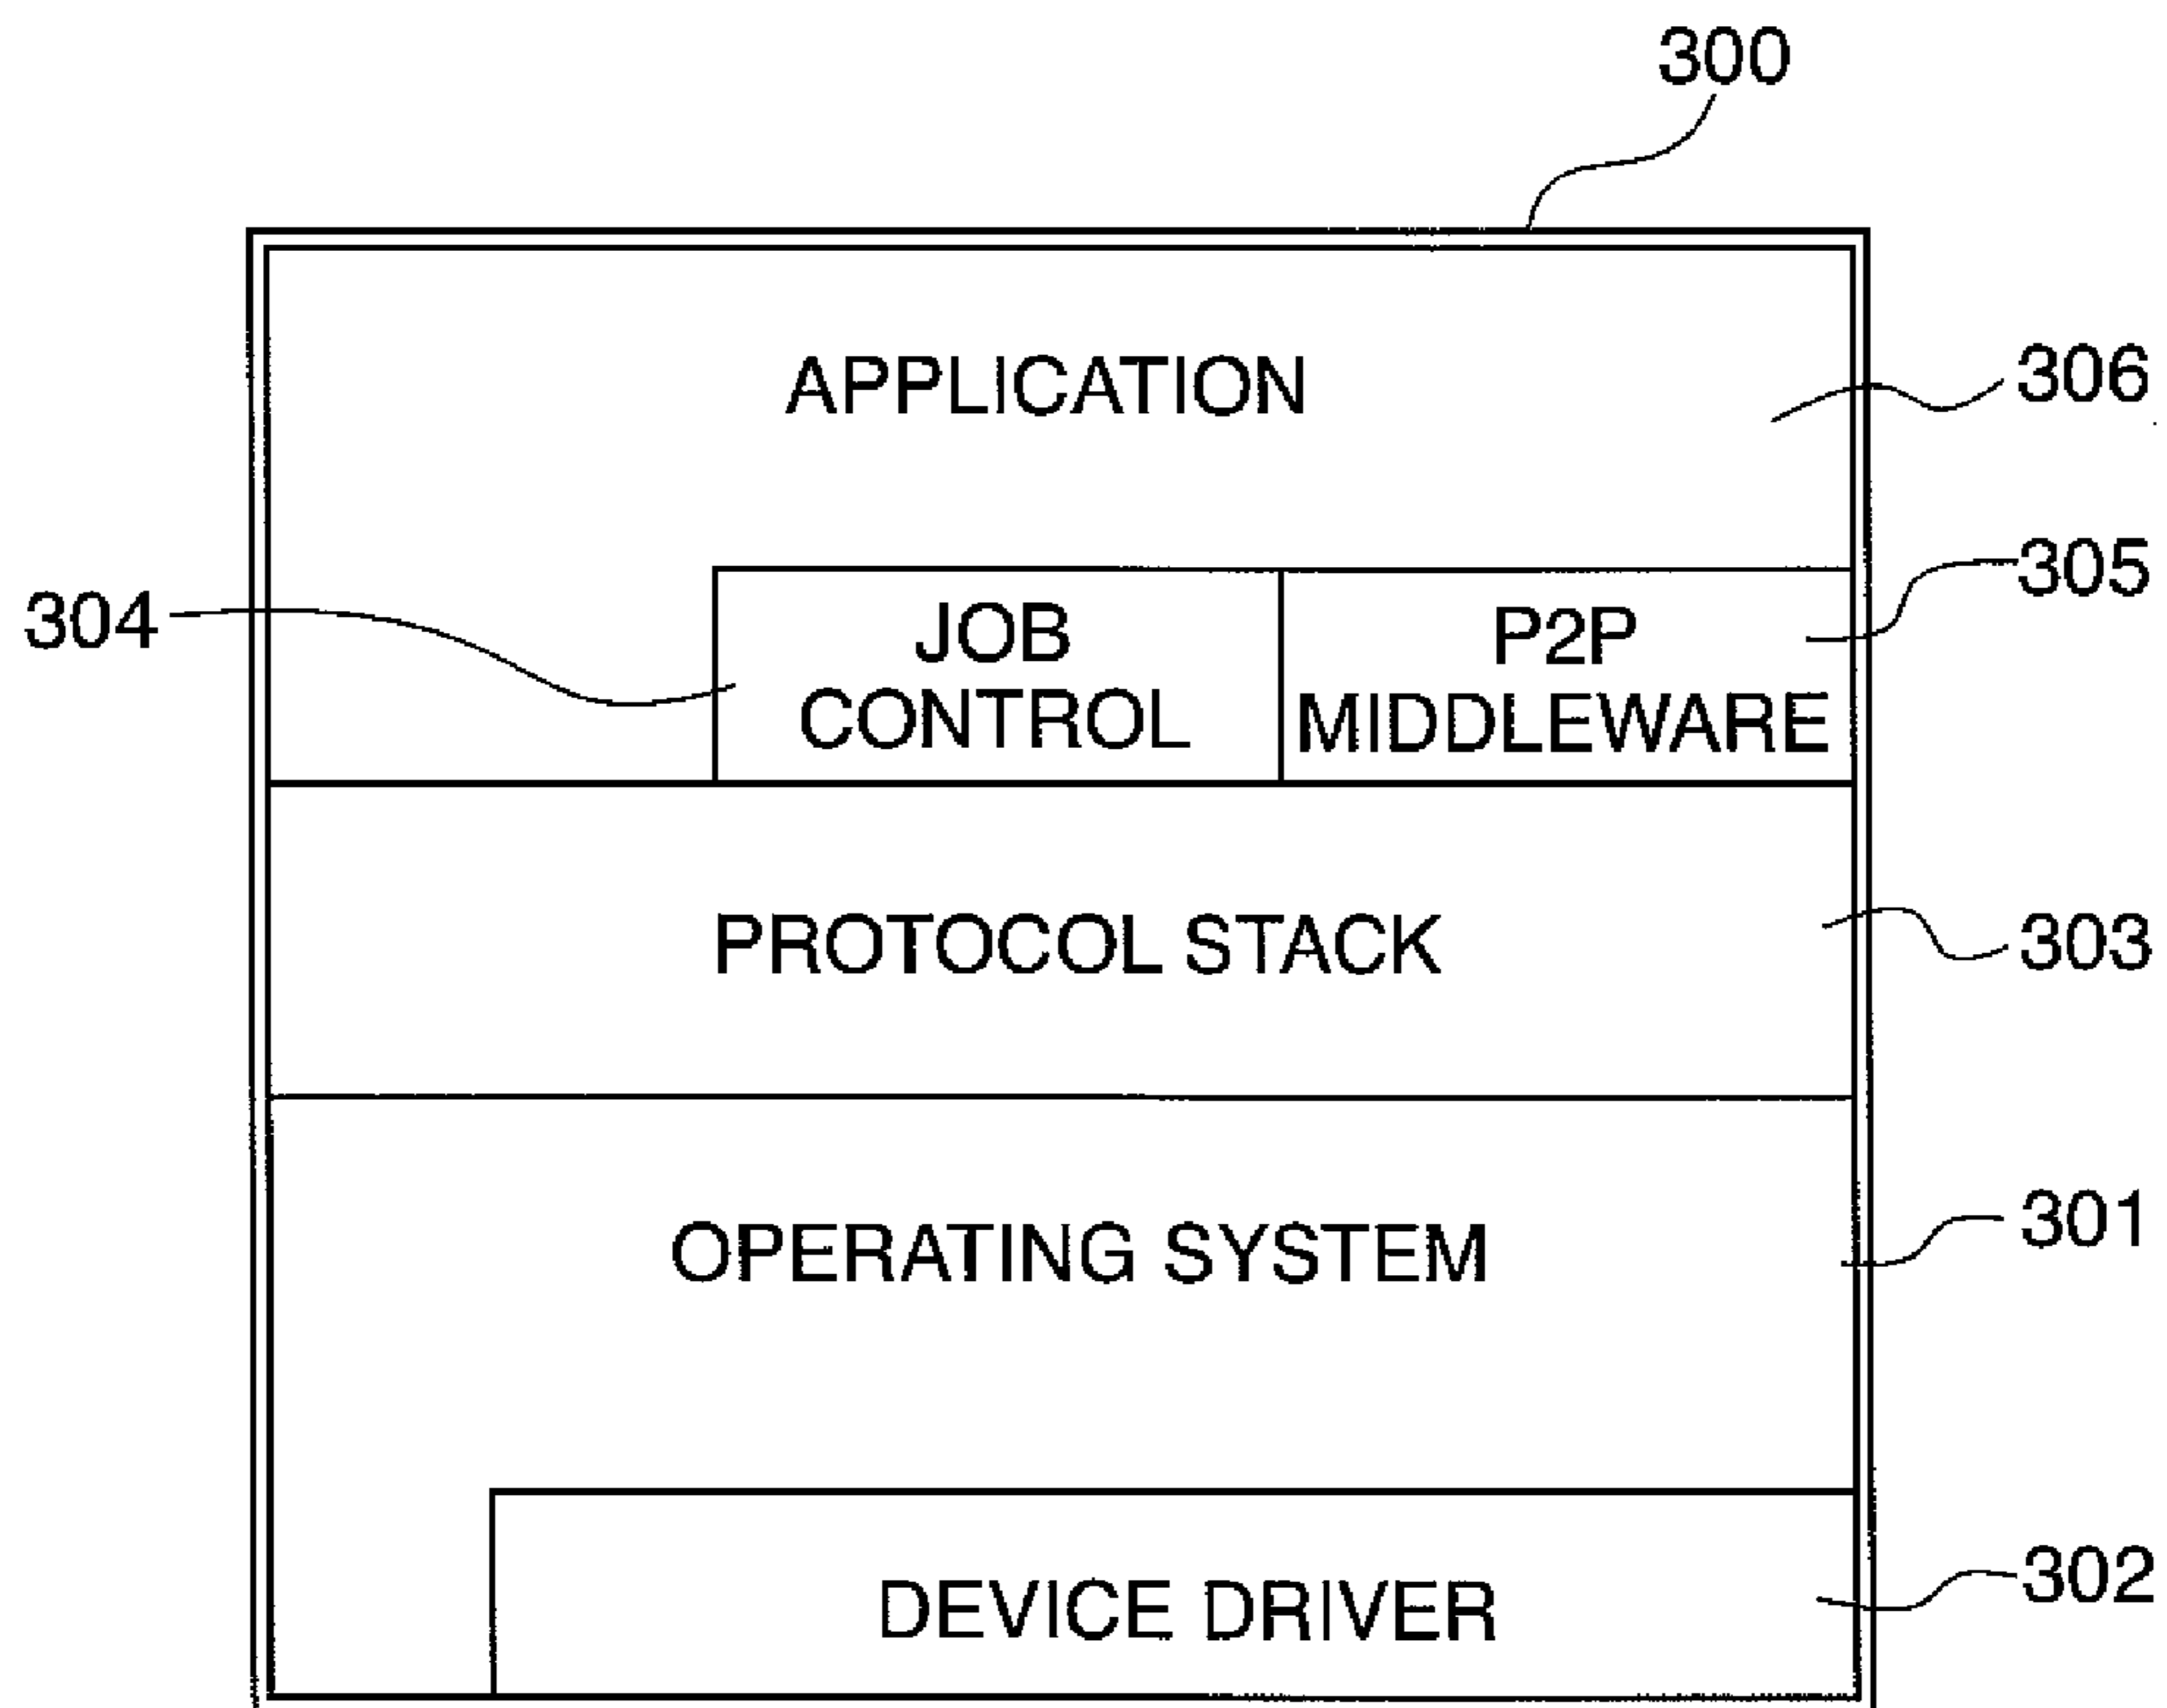 300
APPLICATION
306
305
304
JOB
CONTROL
P2P
MIDDLEWARE
PROTOCOL STACK
303
OPERATING SYSTEM
301
DEVICE DRIVER
302